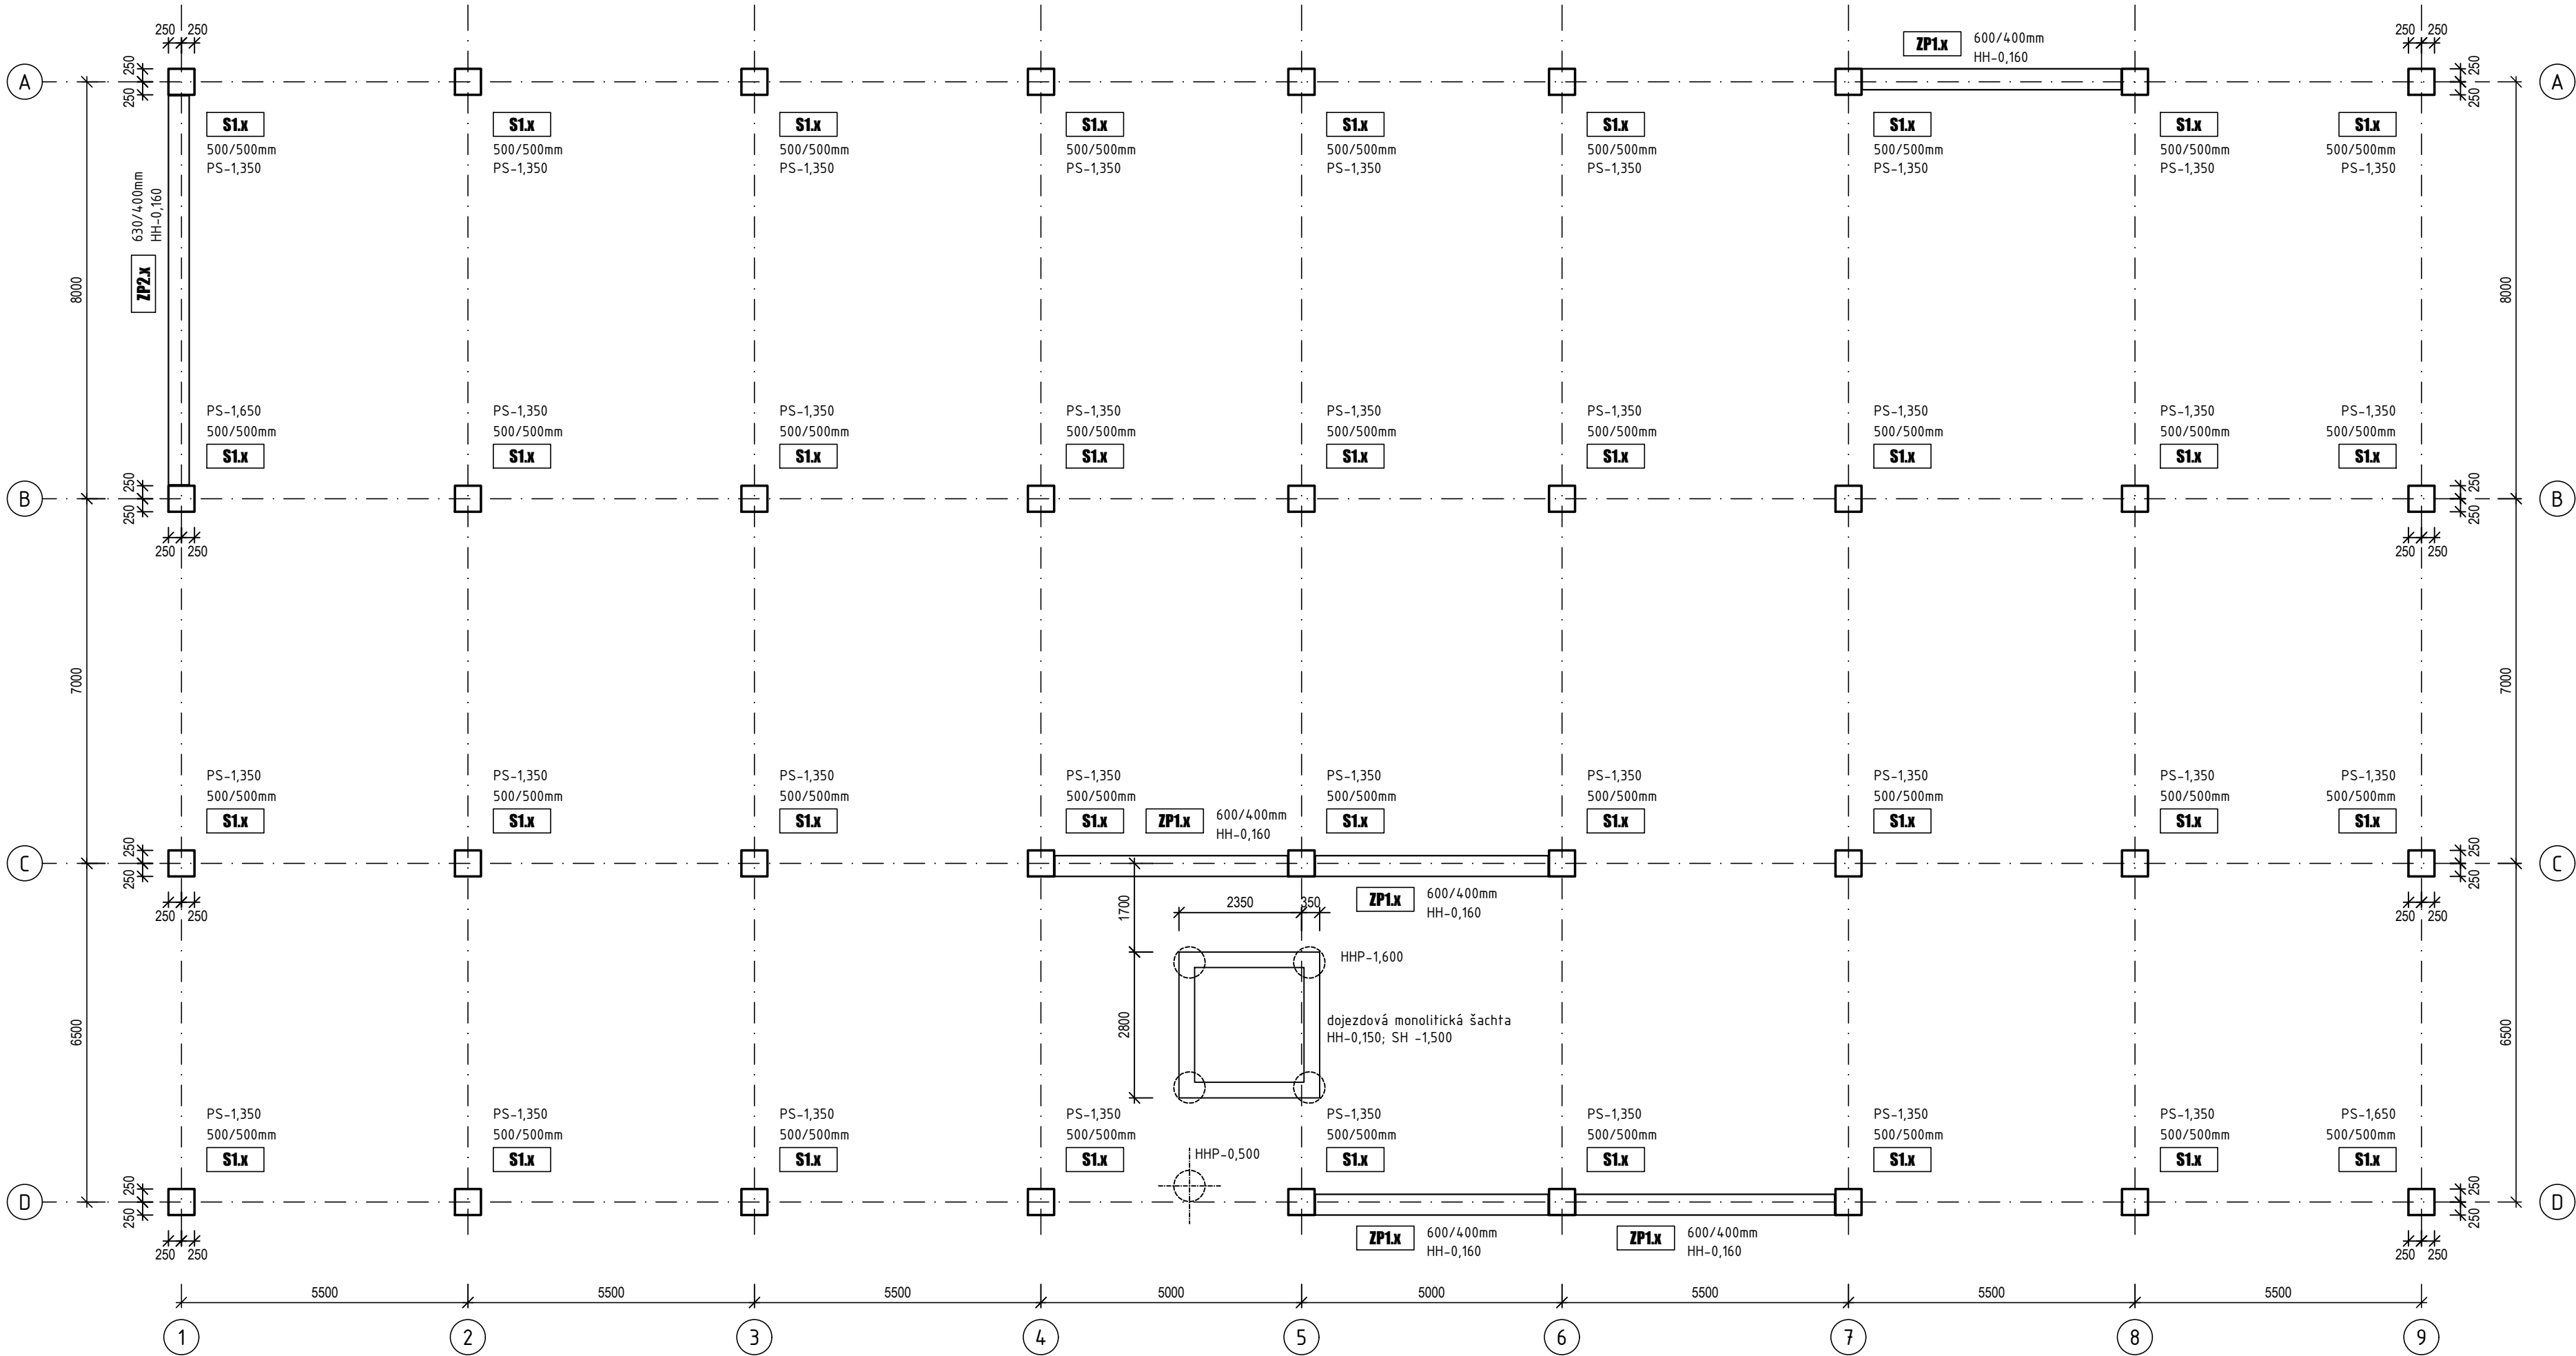 250 250
ZP1.x 600/400mm
HH-0,160
250 250
A
250
250
250
250
A
S1.x
500/500mm
PS-1,350
S1.x
500/500mm
PS-1,350
S1.x
500/500mm
PS-1,350
S1.x
500/500mm
PS-1,350
S1.x
500/500mm
PS-1,350
S1.x
500/500mm
PS-1,350
S1.x
500/500mm
PS-1,350
S1.x
500/500mm
PS-1,350
S1.x
500/500mm
PS-1,350
ZP2.x 630/400mm
HH-0,160
8000
8000
PS-1,650
500/500mm
S1.x
PS-1,350
500/500mm
S1.x
PS-1,350
500/500mm
S1.x
PS-1,350
500/500mm
S1.x
PS-1,350
500/500mm
S1.x
PS-1,350
500/500mm
S1.x
PS-1,350
500/500mm
S1.x
PS-1,350
500/500mm
S1.x
PS-1,350
500/500mm
S1.x
B
250
250
250
250
B
250 250
250 250
7000
7000
PS-1,350
500/500mm
S1.x
PS-1,350
500/500mm
S1.x
PS-1,350
500/500mm
S1.x
PS-1,350
500/500mm
S1.x
ZP1.x 600/400mm
HH-0,160
PS-1,350
500/500mm
S1.x
PS-1,350
500/500mm
S1.x
PS-1,350
500/500mm
S1.x
PS-1,350
500/500mm
S1.x
PS-1,350
500/500mm
S1.x
C
250
250
250
250
C
250 250
1700
2350
350
ZP1.x 600/400mm
HH-0,160
250 250
HHP-1,600
6500
2800
dojezdová monolitická šachta
HH-0,150; SH -1,500
6500
PS-1,350
500/500mm
S1.x
PS-1,350
500/500mm
S1.x
PS-1,350
500/500mm
S1.x
PS-1,350
500/500mm
S1.x
HHP-0,500
PS-1,350
500/500mm
S1.x
PS-1,350
500/500mm
S1.x
PS-1,350
500/500mm
S1.x
PS-1,350
500/500mm
S1.x
PS-1,650
500/500mm
S1.x
D
250
250
250
250
D
250 250
ZP1.x 600/400mm
HH-0,160
ZP1.x 600/400mm
HH-0,160
250 250
5500 5500 5500 5000 5000 5500 5500 5500
1 2 3 4 5 6 7 8 9